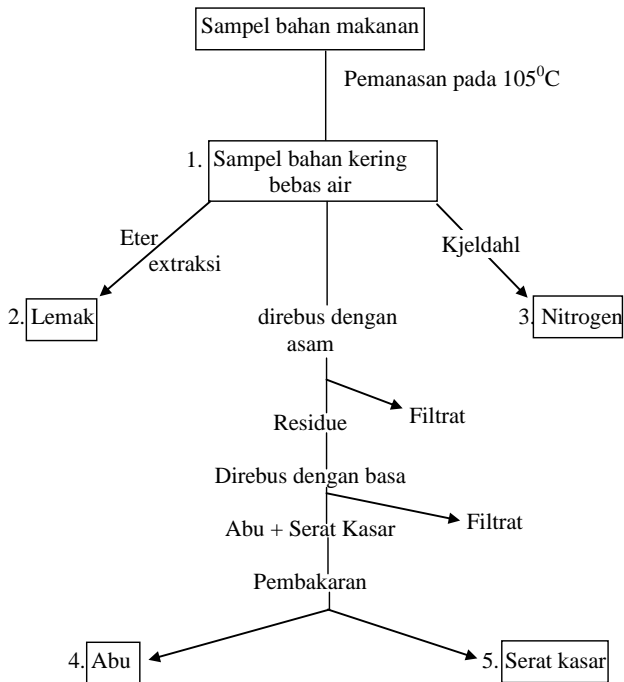 Sampel bahan makanan
Pemanasan pada 105⁰C
1. Sampel bahan kering
bebas air
Eter
extraksi
Kjeldahl
2. Lemak
3. Nitrogen
direbus dengan
asam
Filtrat
Residue
Direbus dengan basa
Filtrat
Abu + Serat Kasar
Pembakaran
4. Abu
5. Serat kasar